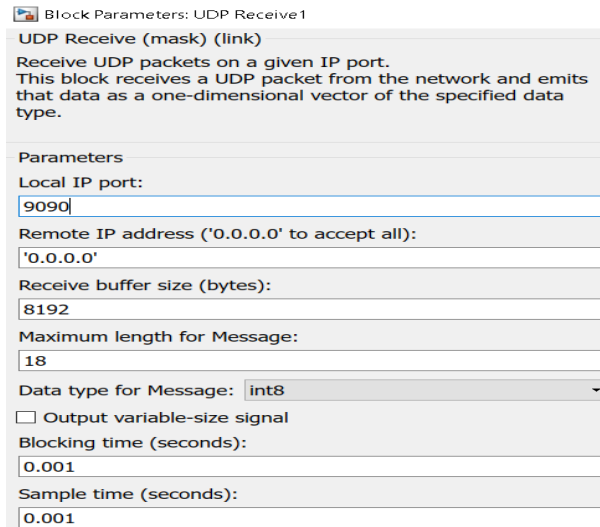 Block Parameters: UDP Receive1
UDP Receive (mask) (link)
Receive UDP packets on a given IP port.
This block receives a UDP packet from the network and emits
that data as a one-dimensional vector of the specified data
type.
Parameters
Local IP port:
9090
Remote IP address ('0.0.0.0' to accept all):
'0.0.0.0'
Receive buffer size (bytes):
8192
Maximum length for Message:
18
Data type for Message: int8
Output variable-size signal
Blocking time (seconds):
0.001
Sample time (seconds):
0.001